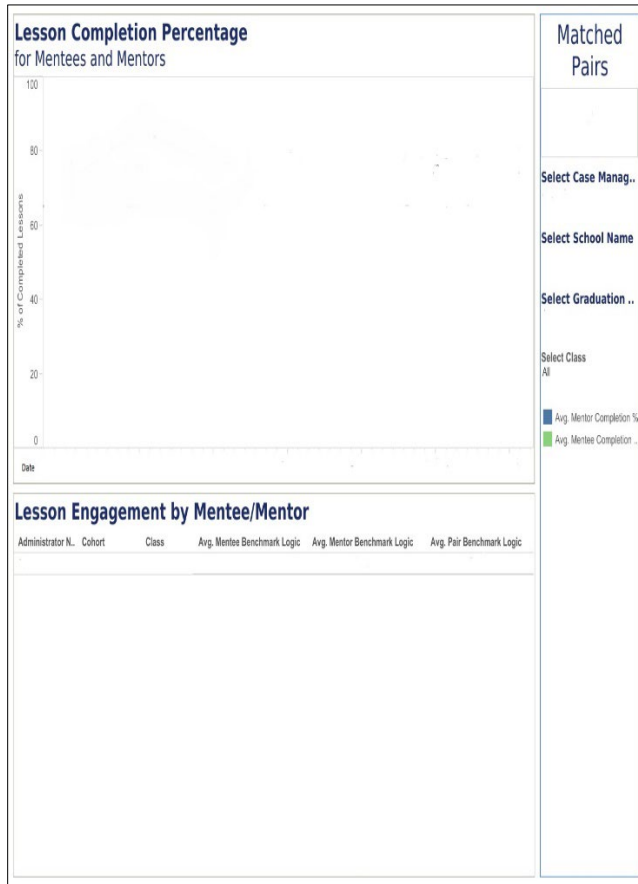 Lesson Completion Percentage
for Mentees and Mentors
% of Completed Lessons
100
80
60
40
20
0
Date
Matched
Pairs
Select Case Manag..
Select School Name
Select Graduation ..
Select Class
All
Avg. Mentor Completion %
Avg. Mentee Completion ..
Lesson Engagement by Mentee/Mentor
Administrator N.. Cohort Class Avg. Mentee Benchmark Logic Avg. Mentor Benchmark Logic Avg. Pair Benchmark Logic